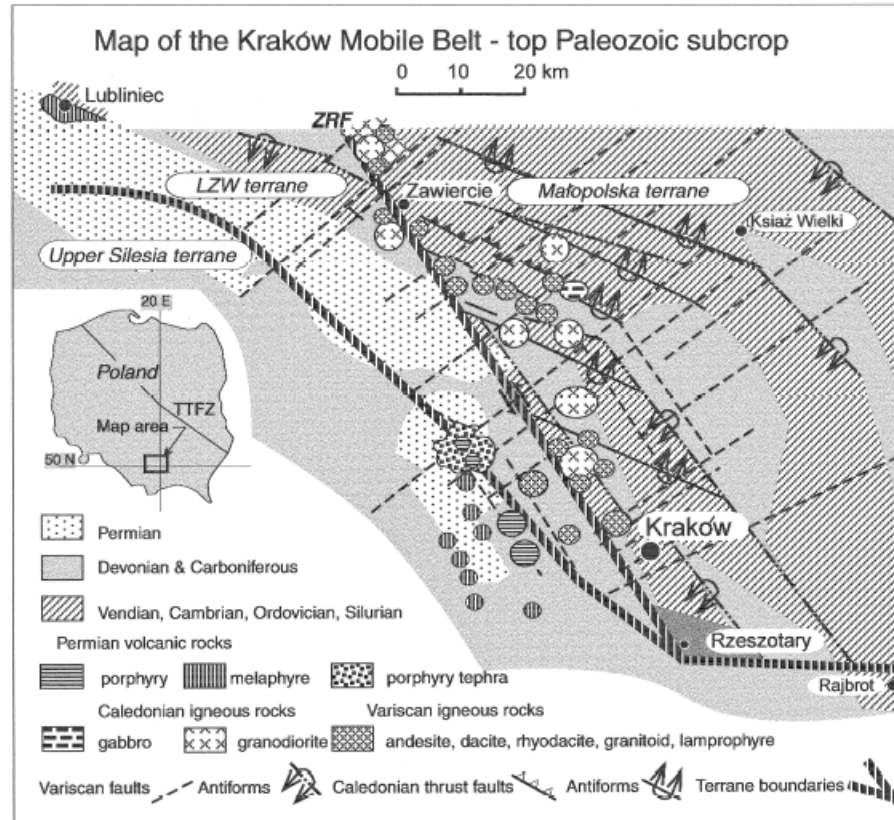 Map of the Kraków Mobile Belt - top Paleozoic subcrop
0 10 20 km
Lubliniec
ZRF
LZW terrane
Zawiercie
Małopolska terrane
Ksiaż Wielki
Upper Silesia terrane
20 E
Poland
TTFZ
Map area
50 N
Permian
Kraków
Devonian & Carboniferous
Vendian, Cambrian, Ordovician, Silurian
Rzeszotary
Permian volcanic rocks
porphyry melaphyre porphyry tephra
Rajbrot
Caledonian igneous rocks Variscan igneous rocks
gabbro granodiorite andesite, dacite, rhyodacite, granitoid, lamprophyre
Variscan faults Antiforms Caledonian thrust faults Antiforms Terrane boundaries